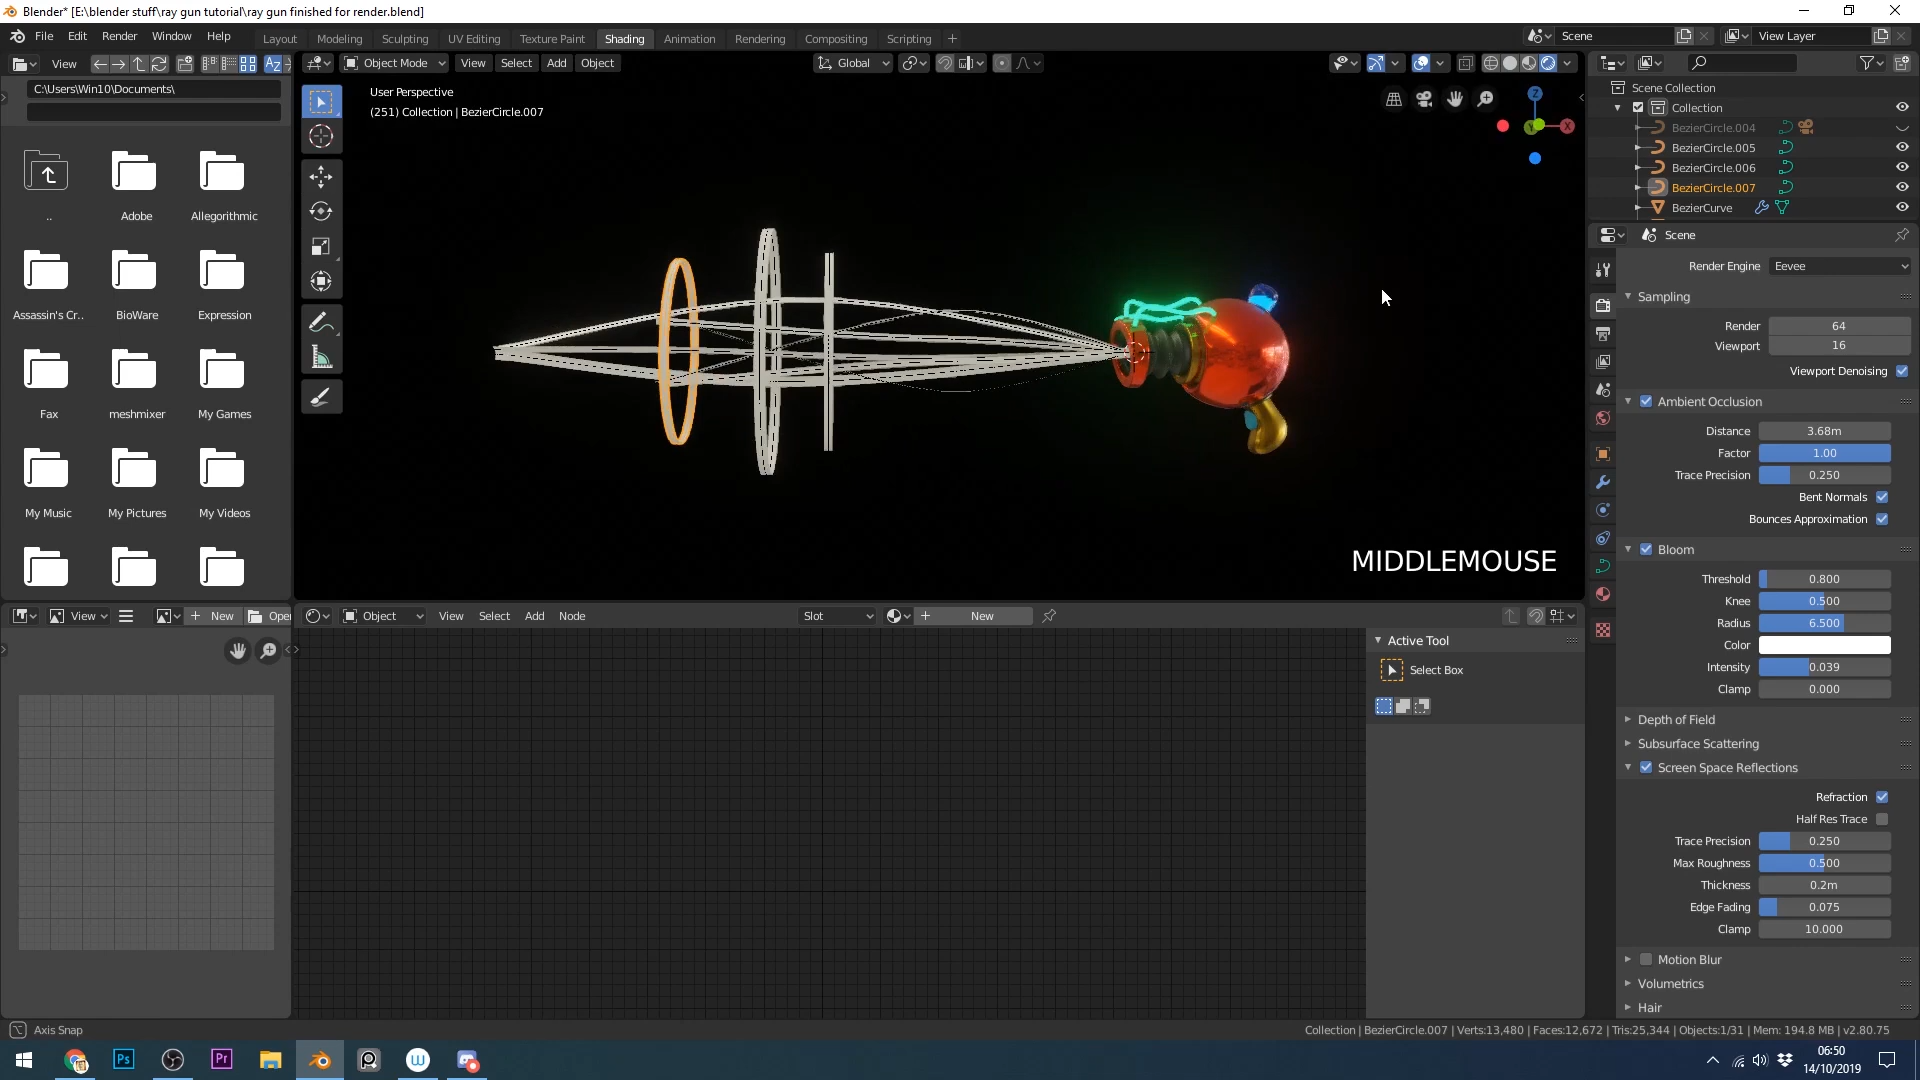 Blender* [E:\blender stuff\ray gun tutorial\ray gun finished for render.blend]
File Edit Render Window Help Layout Modeling Sculpting UV Editing Texture Paint Shading Animation Rendering Compositing Scripting + Scene View Layer
View
C:\Users\Win10\Documents\
..
Adobe
Allegorithmic
Assassin's Cr..
BioWare
Expression
Fax
meshmixer
My Games
My Music
My Pictures
My Videos
Object Mode View Select Add Object Global
User Perspective
(251) Collection | BezierCircle.007
Z
Y
X
MIDDLEMOUSE
Scene Collection
Collection
BezierCircle.004
BezierCircle.005
BezierCircle.006
BezierCircle.007
BezierCurve
Scene
Render Engine Eevee
Sampling
Render 64
Viewport 16
Viewport Denoising
Ambient Occlusion
Distance 3.68m
Factor 1.00
Trace Precision 0.250
Bent Normals
Bounces Approximation
Bloom
Threshold 0.800
Knee 0.500
Radius 6.500
Color
Intensity 0.039
Clamp 0.000
Depth of Field
Subsurface Scattering
Screen Space Reflections
Refraction
Half Res Trace
Trace Precision 0.250
Max Roughness 0.500
Thickness 0.2m
Edge Fading 0.075
Clamp 10.000
Motion Blur
Volumetrics
Hair
View + New Open
Object View Select Add Node Slot + New
Active Tool
Select Box
Axis Snap
Collection | BezierCircle.007 | Verts:13,480 | Faces:12,672 | Tris:25,344 | Objects:1/31 | Mem: 194.8 MB | v2.80.75
Ps
Pr
W
06:50
14/10/2019